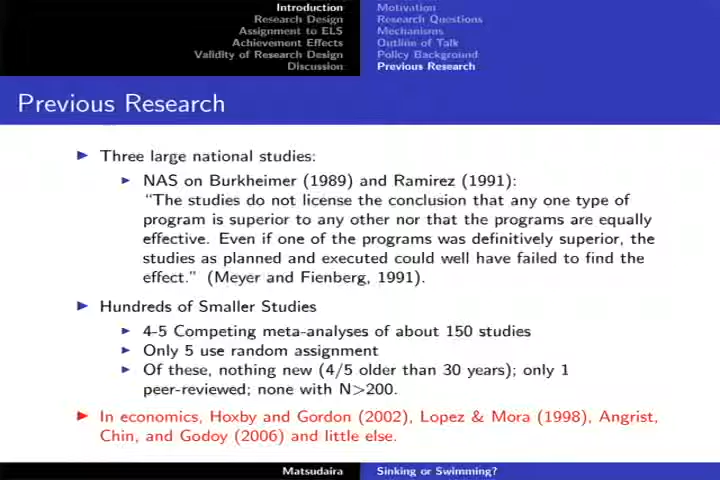 Introduction
Research Design
Assignment to ELS
Achievement Effects
Validity of Research Design
Discussion
Motivation
Research Questions
Mechanisms
Outline of Talk
Policy Background
Previous Research
Previous Research
Three large national studies:
NAS on Burkheimer (1989) and Ramirez (1991):
“The studies do not license the conclusion that any one type of
program is superior to any other nor that the programs are equally
effective. Even if one of the programs was definitively superior, the
studies as planned and executed could well have failed to find the
effect.” (Meyer and Fienberg, 1991).
Hundreds of Smaller Studies
4-5 Competing meta-analyses of about 150 studies
Only 5 use random assignment
Of these, nothing new (4/5 older than 30 years); only 1
peer-reviewed; none with N>200.
In economics, Hoxby and Gordon (2002), Lopez & Mora (1998), Angrist,
Chin, and Godoy (2006) and little else.
Matsudaira
Sinking or Swimming?